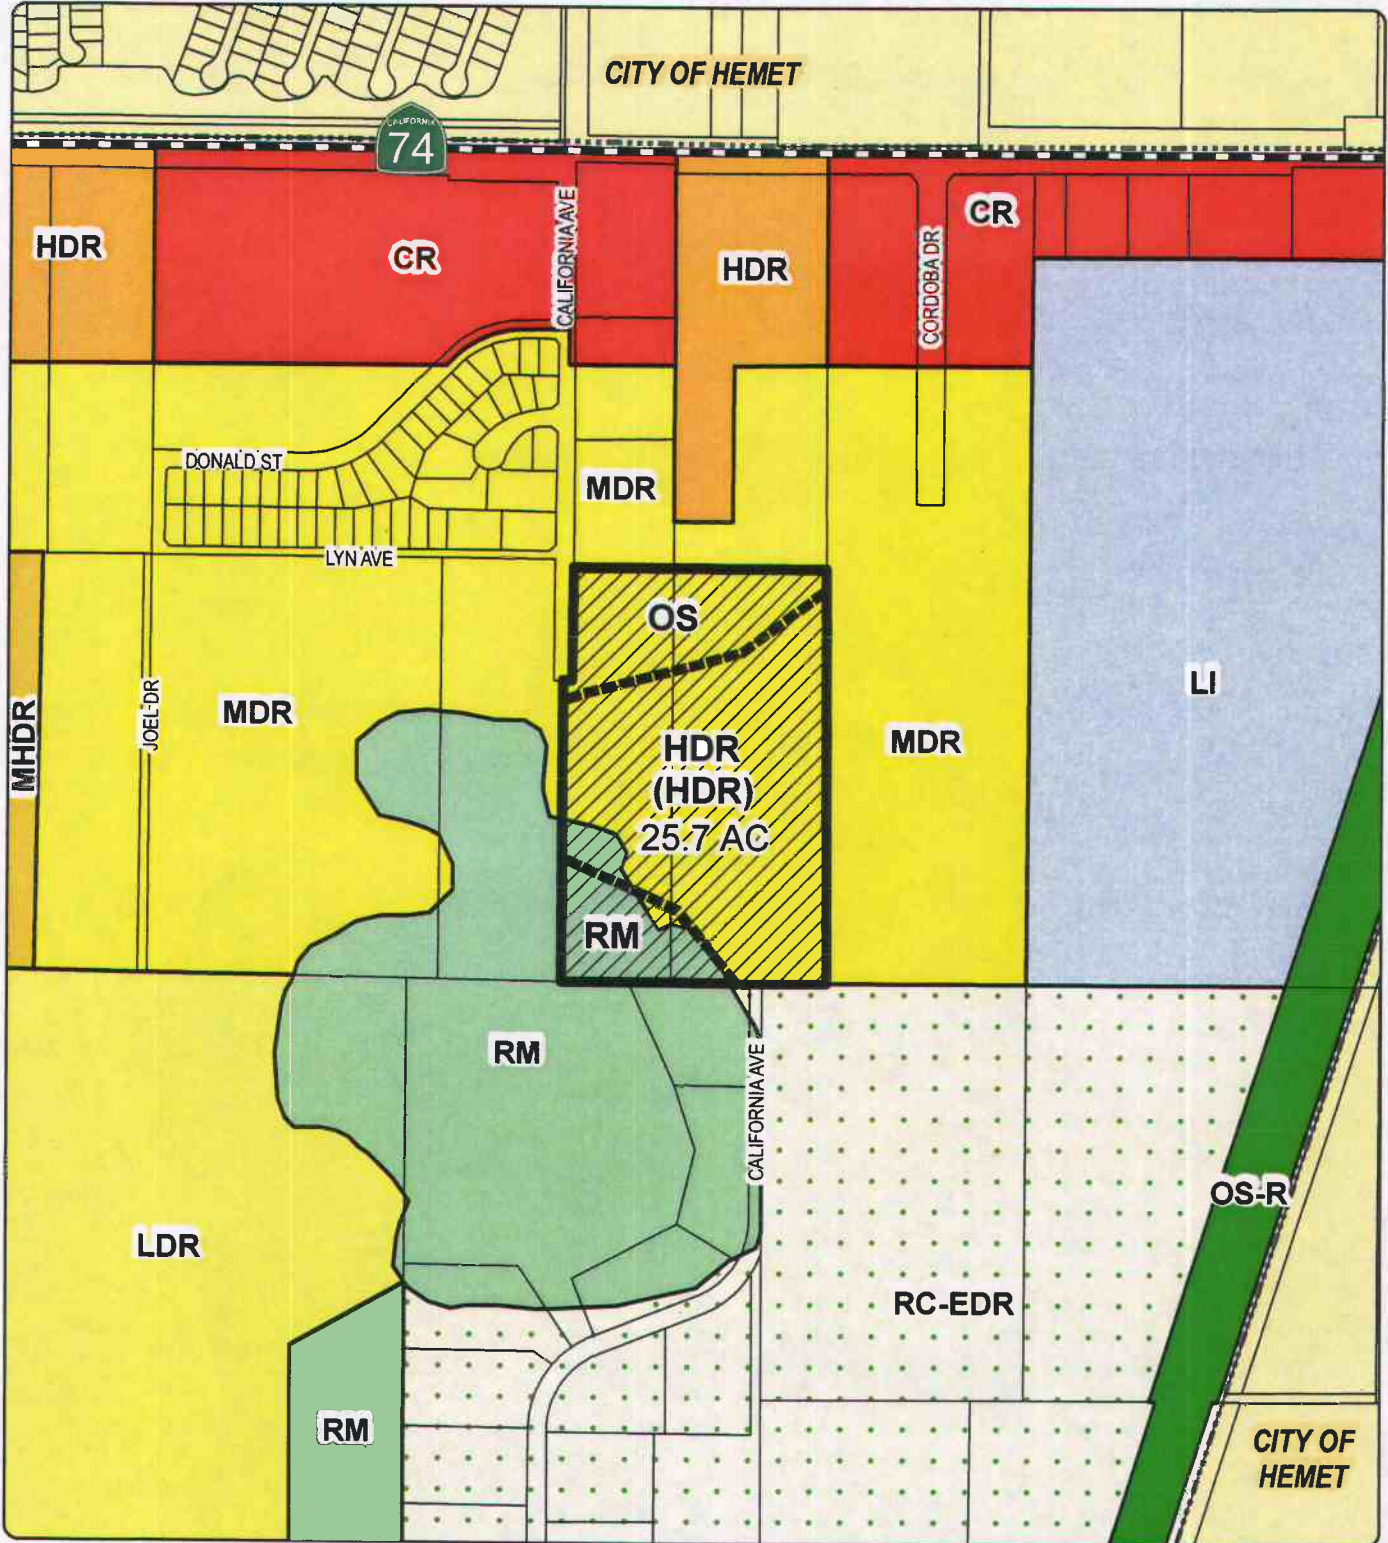 CITY OF HEMET
CALIFORNIA
74
HDR
CR
CALIFORNIA AVE
HDR
CR
CORDOBA DR
DONALD ST
MDR
LYN AVE
OS
MHDR
JOEL DR
MDR
HDR
(HDR)
25.7 AC
MDR
LI
RM
RM
CALIFORNIA AVE
OS-R
LDR
RC-EDR
RM
CITY OF
HEMET